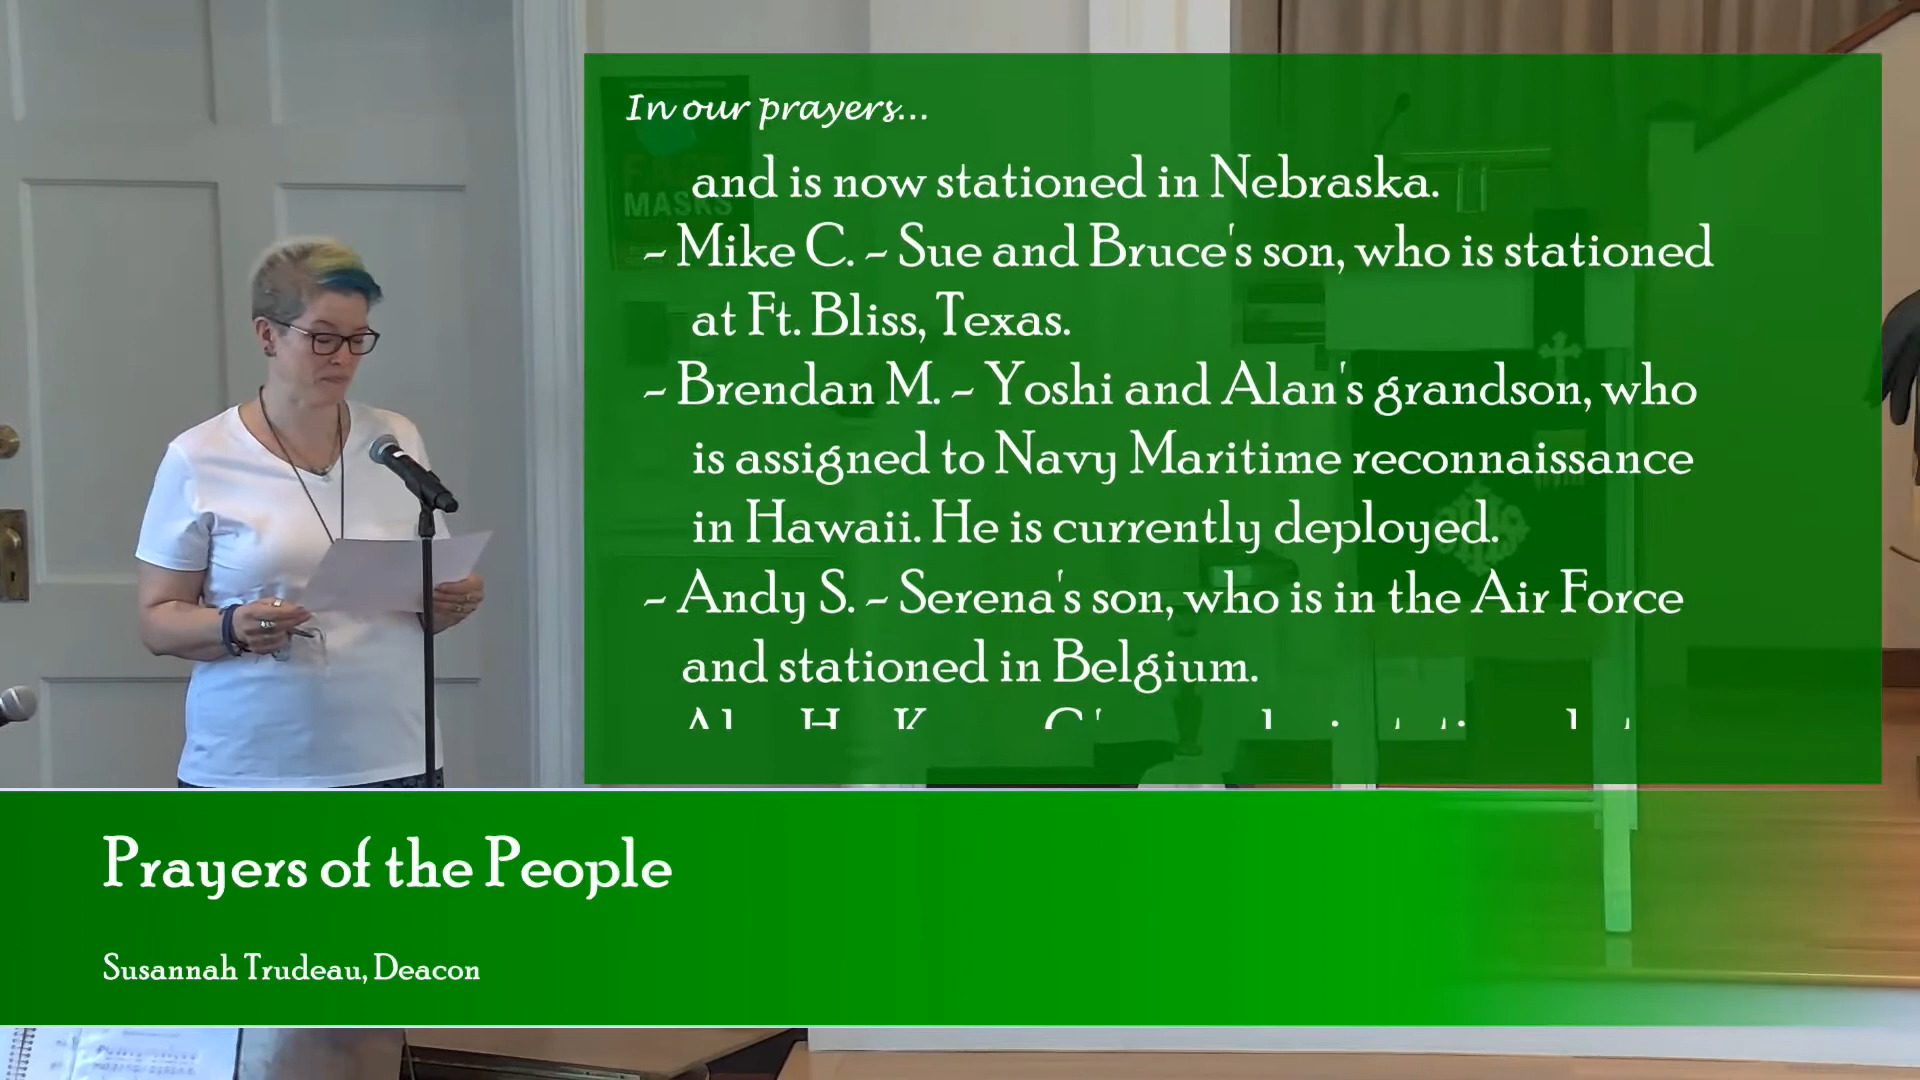 In our prayers...
and is now stationed in Nebraska.
- Mike C. - Sue and Bruce's son, who is stationed
at Ft. Bliss, Texas.
- Brendan M. - Yoshi and Alan's grandson, who
is assigned to Navy Maritime reconnaissance
in Hawaii. He is currently deployed.
- Andy S. - Serena's son, who is in the Air Force
and stationed in Belgium.
MASKS
Prayers of the People
Susannah Trudeau, Deacon